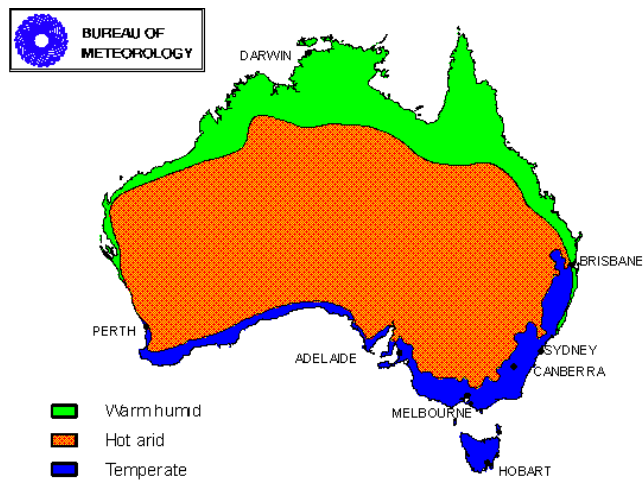 BUREAU OF
METEOROLOGY
DARWIN
BRISBANE
PERTH
ADELAIDE
SYDNEY
CANBERRA
MELBOURNE
HOBART
Warm humid
Hot arid
Temperate